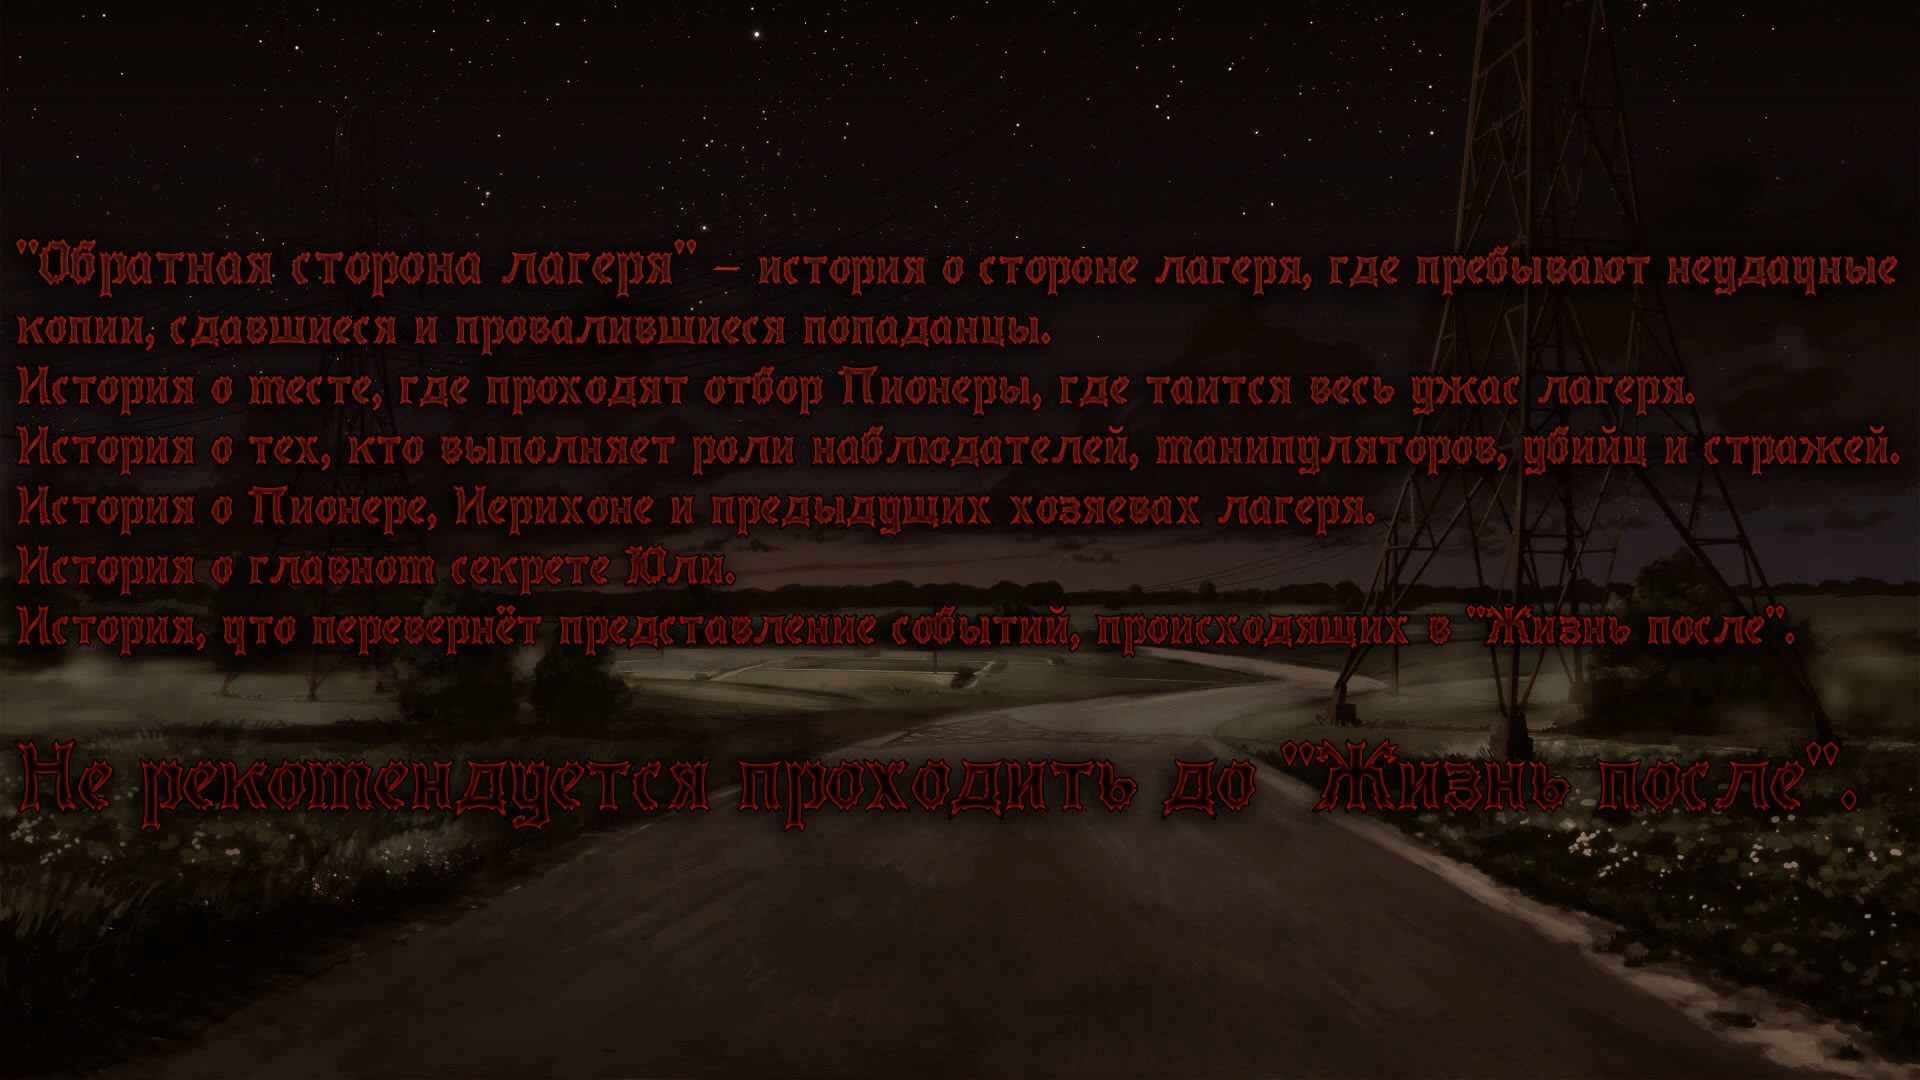 "Обратная сторона лагеря" – история о стороне лагеря, где пребывают неудачные
копии, сдавшиеся и провалившиеся попаданцы.
История о месте, где проходят отбор Пионеры, где таится весь ужас лагеря.
История о тех, кто выполняет роли наблюдателей, манипуляторов, убийц и стражей.
История о Пионере, Иерихоне и предыдущих хозяевах лагеря.
История о главном секрете Юли.
История, что перевернёт представление событий, происходящих в "Жизнь после".
Не рекомендуется проходить до "Жизнь после".